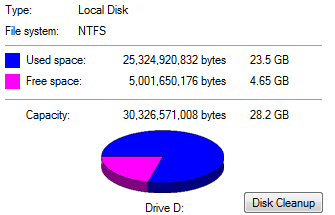 Type: Local Disk
File system: NTFS
Used space: 25,324,920,832 bytes 23.5 GB
Free space: 5,001,650,176 bytes 4.65 GB
Capacity: 30,326,571,008 bytes 28.2 GB
Drive D:
Disk Cleanup